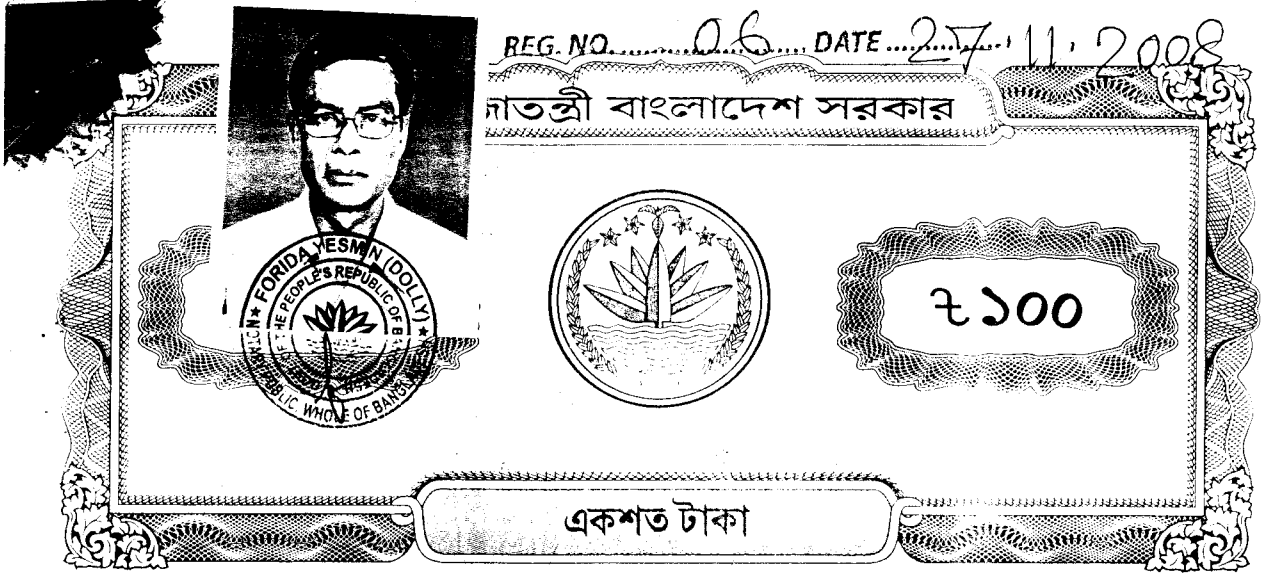 REG. NO. 06 DATE 27.11.2008
জাতন্ত্রী বাংলাদেশ সরকার
FORIDA YESMIN (DOLLY)
THE PEOPLE'S REPUBLIC OF
NOTARY PUBLIC, WHOLE OF BANGLADESH
৳ ১০০
একশত টাকা